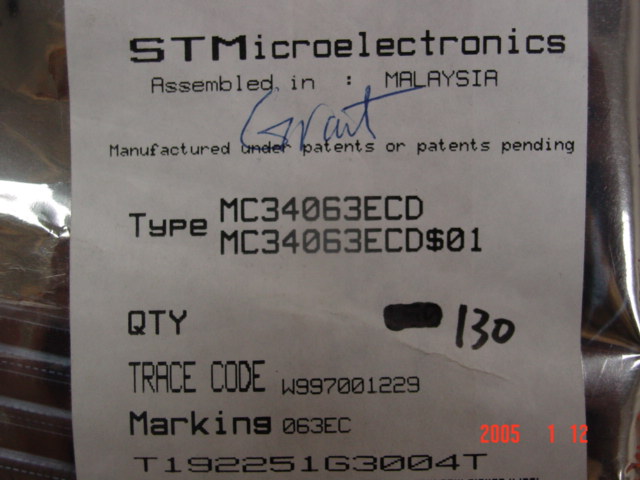 STMicroelectronics
Assembled in : MALAYSIA
Grant
Manufactured under patents or patents pending
Type MC34063ECD
MC34063ECD$01
QTY 130
TRACE CODE W997001229
Marking 063EC
2005 1 12
T192251G3004T